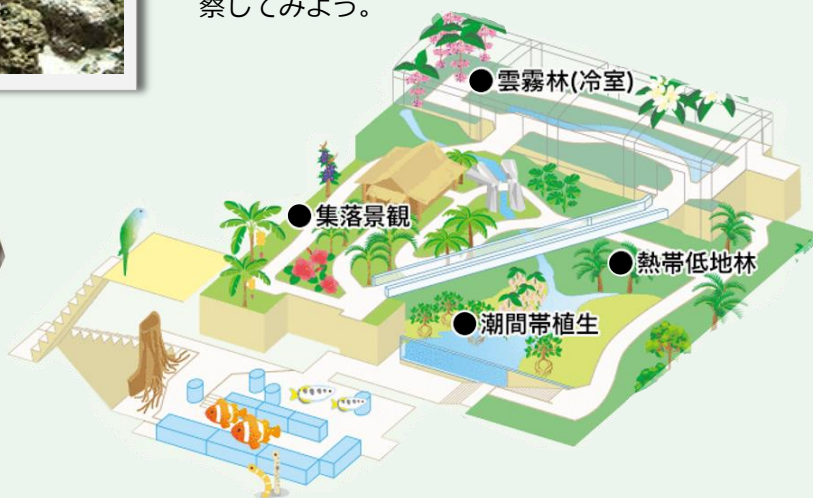 察してみよう。
●雲霧林(冷室)
●集落景観
●熱帯低地林
●潮間帯植生